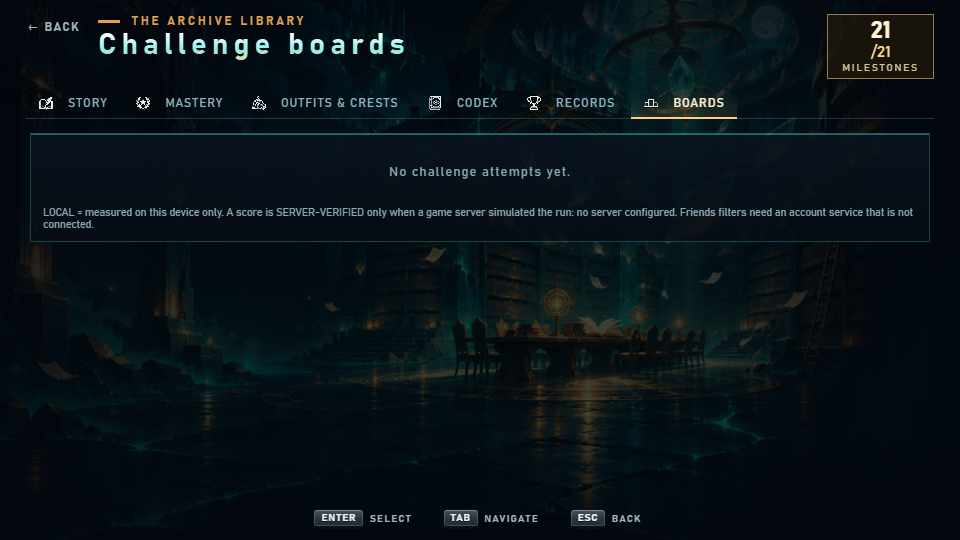 ← BACK
THE ARCHIVE LIBRARY
Challenge boards
21
/21
MILESTONES
STORY
MASTERY
OUTFITS & CRESTS
CODEX
RECORDS
BOARDS
No challenge attempts yet.
LOCAL = measured on this device only. A score is SERVER-VERIFIED only when a game server simulated the run: no server configured. Friends filters need an account service that is not
connected.
ENTER SELECT TAB NAVIGATE ESC BACK